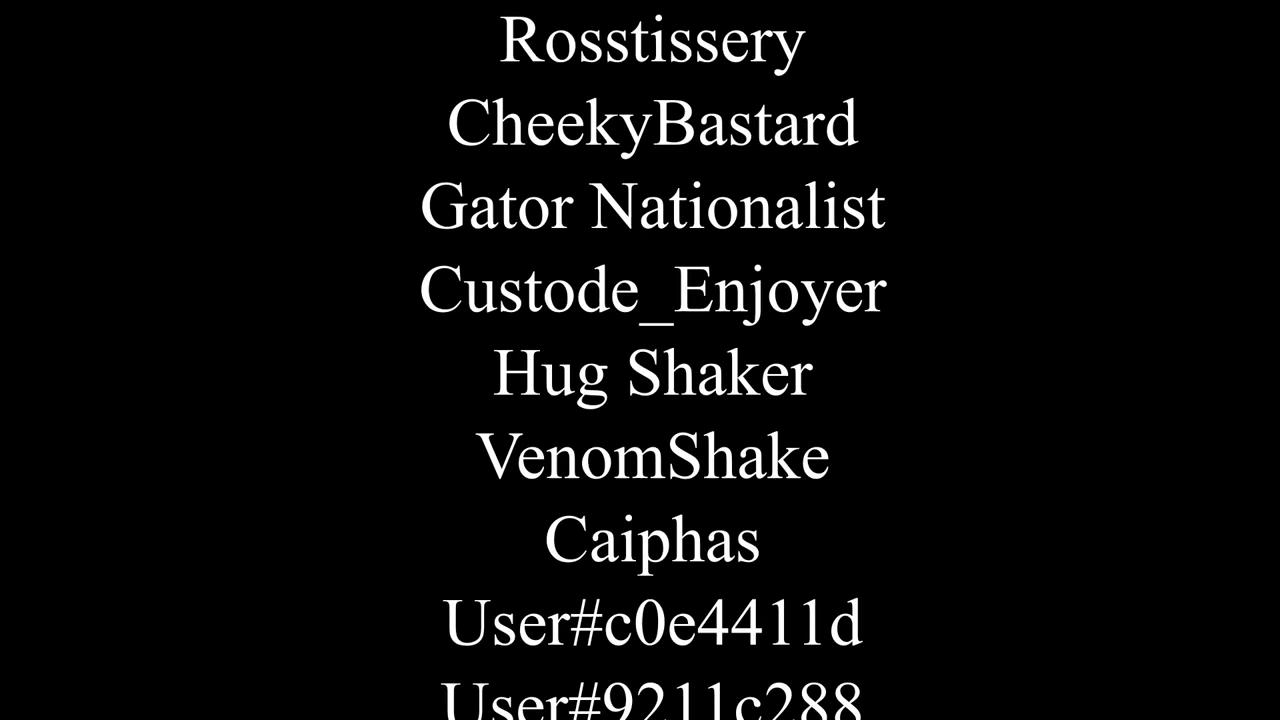 Rosstissery
CheekyBastard
Gator Nationalist
Custode_Enjoyer
Hug Shaker
VenomShake
Caiphas
User#c0e4411d
User#9211c288